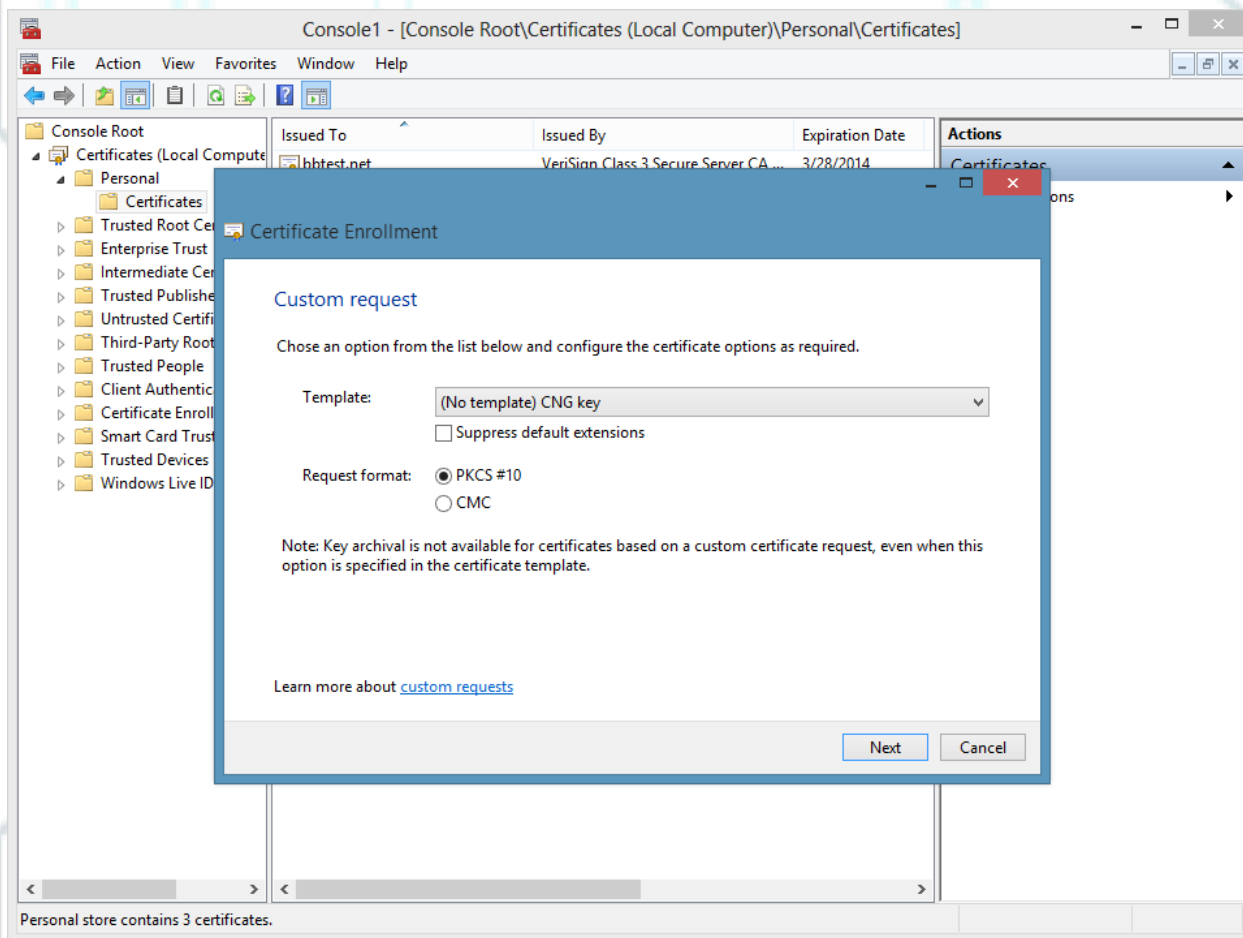 Console1 - [Console Root\Certificates (Local Computer)\Personal\Certificates]
File Action View Favorites Window Help
Console Root
Certificates (Local Compute
Personal
Certificates
Trusted Root Cer
Enterprise Trust
Intermediate Cer
Trusted Publishe
Untrusted Certifi
Third-Party Root
Trusted People
Client Authentic
Certificate Enroll
Smart Card Trust
Trusted Devices
Windows Live ID
Issued To Issued By Expiration Date
bbtest.net VeriSign Class 3 Secure Server CA ... 3/28/2014
Actions
Certificates
ons
Certificate Enrollment
Custom request
Chose an option from the list below and configure the certificate options as required.
Template: (No template) CNG key
Suppress default extensions
Request format: PKCS #10
CMC
Note: Key archival is not available for certificates based on a custom certificate request, even when this
option is specified in the certificate template.
Learn more about custom requests
Next Cancel
Personal store contains 3 certificates.